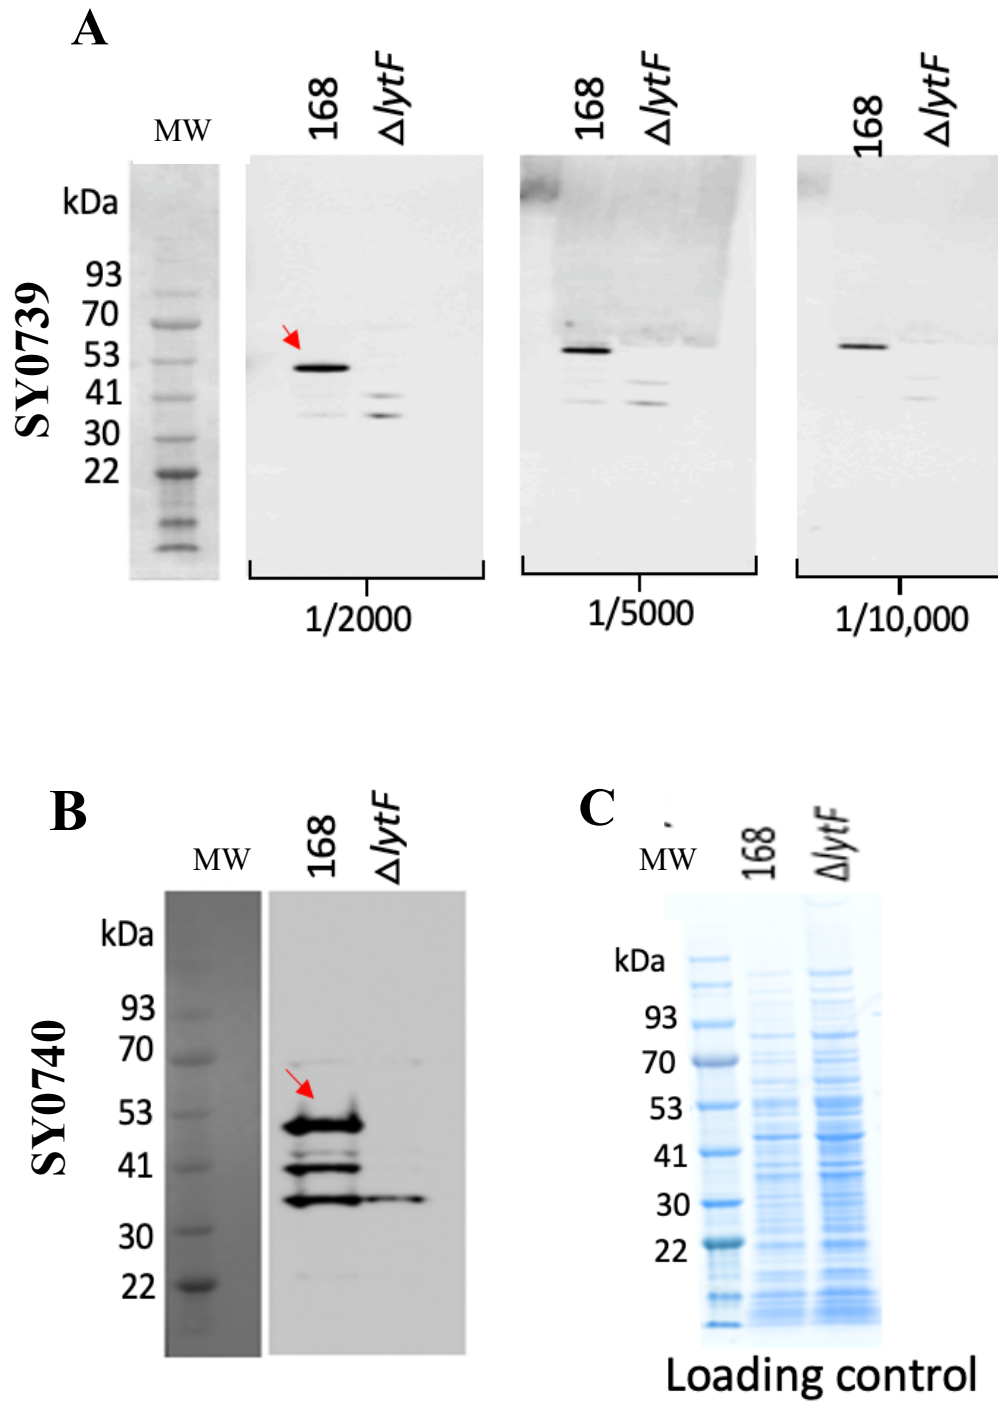 A
MW
168
ΔlytF
168
ΔlytF
168
ΔlytF
kDa
93
70
53
41
30
22
SY0739
1/2000
1/5000
1/10,000
B
MW
168
ΔlytF
kDa
93
70
53
41
30
22
SY0740
C
MW
168
ΔlytF
kDa
93
70
53
41
30
22
Loading control